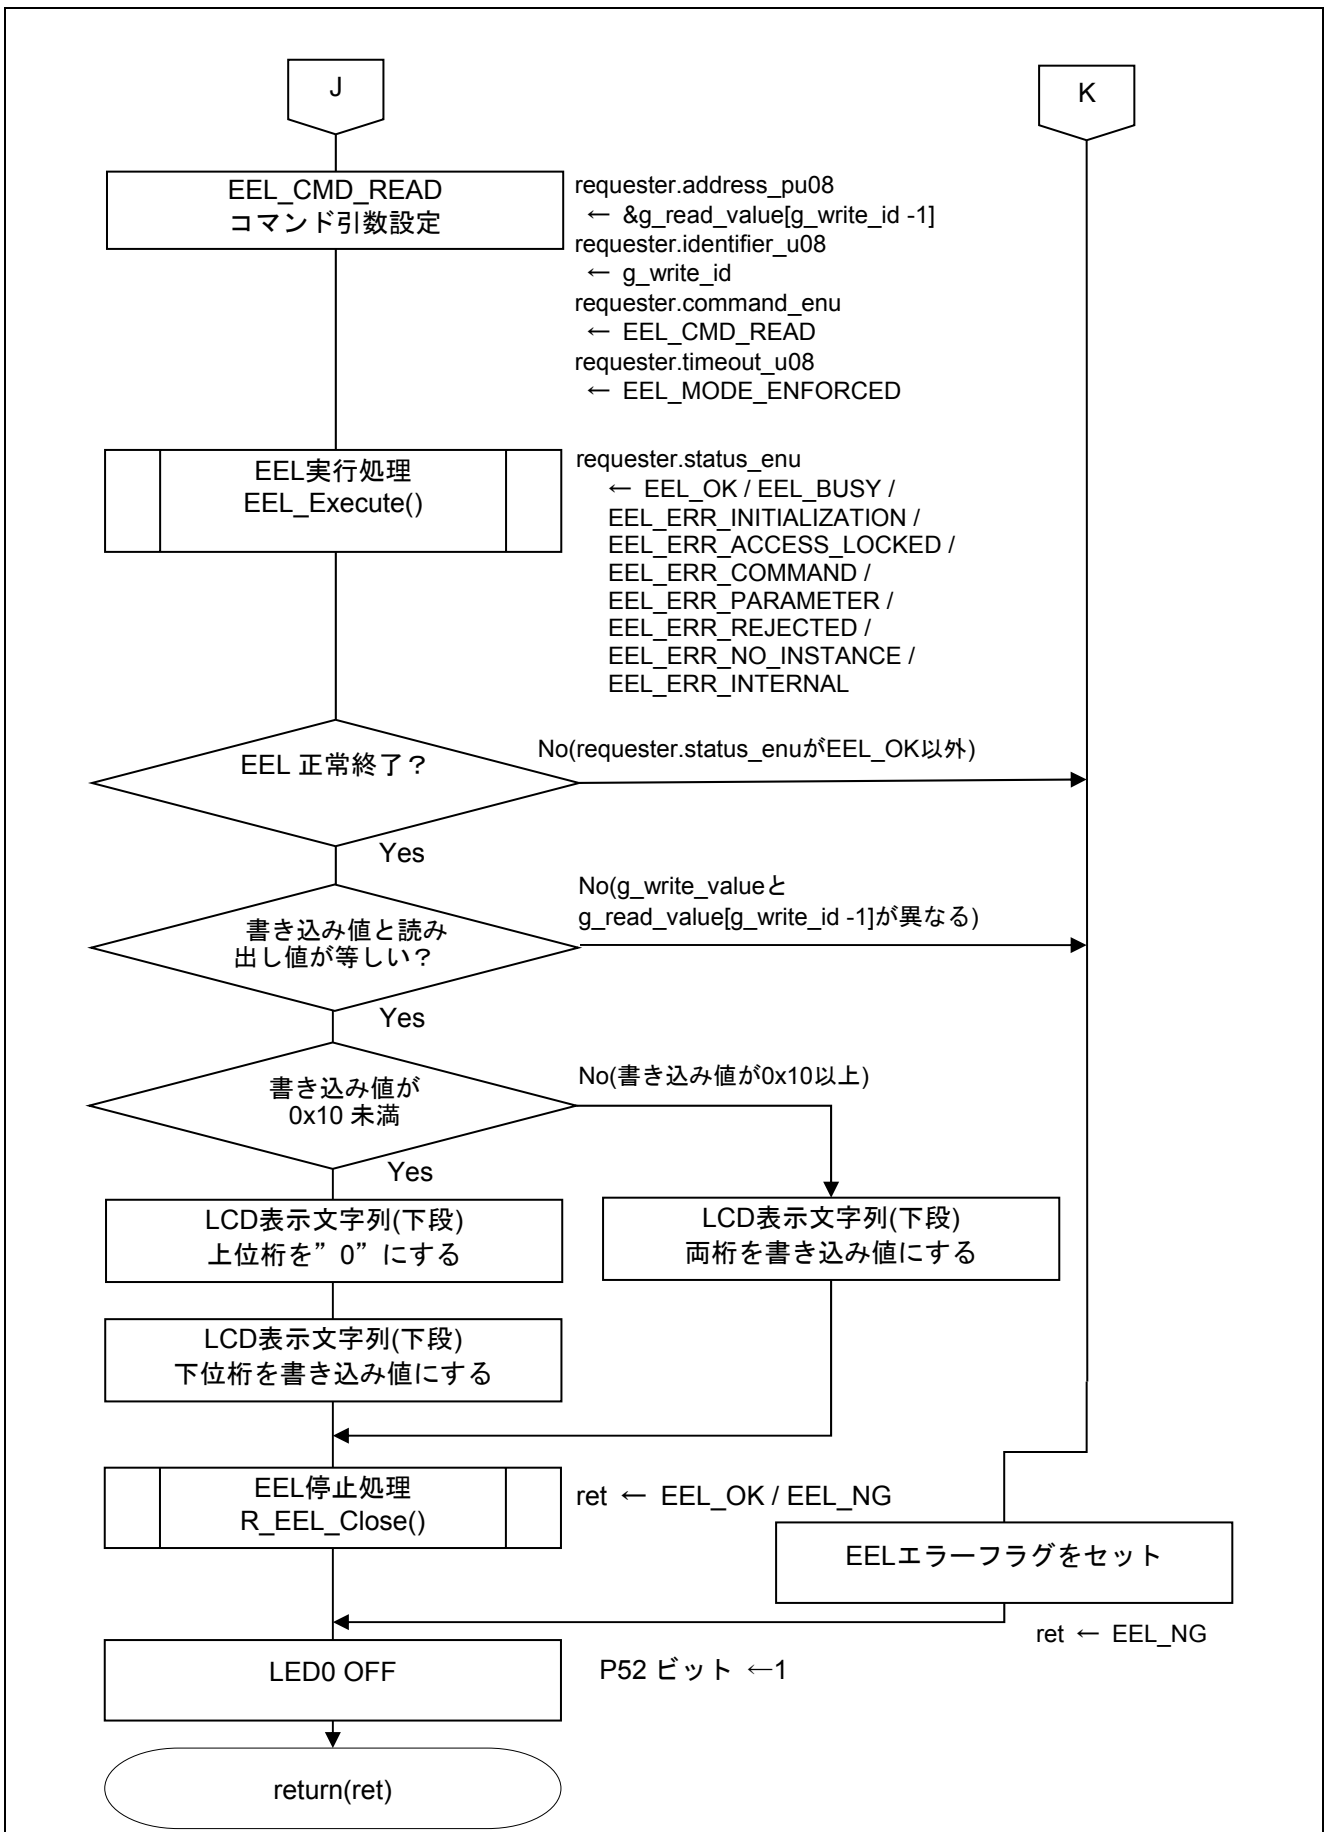 J
K
EEL_CMD_READ
コマンド引数設定
requester.address_pu08
← &g_read_value[g_write_id -1]
requester.identifier_u08
← g_write_id
requester.command_enu
← EEL_CMD_READ
requester.timeout_u08
← EEL_MODE_ENFORCED
EEL実行処理
EEL_Execute()
requester.status_enu
← EEL_OK / EEL_BUSY /
EEL_ERR_INITIALIZATION /
EEL_ERR_ACCESS_LOCKED /
EEL_ERR_COMMAND /
EEL_ERR_PARAMETER /
EEL_ERR_REJECTED /
EEL_ERR_NO_INSTANCE /
EEL_ERR_INTERNAL
EEL 正常終了？
No(requester.status_enuがEEL_OK以外)
Yes
書き込み値と読み
出し値が等しい？
No(g_write_valueと
g_read_value[g_write_id -1]が異なる)
Yes
書き込み値が
0x10 未満
No(書き込み値が0x10以上)
Yes
LCD表示文字列(下段)
上位桁を”0”にする
LCD表示文字列(下段)
両桁を書き込み値にする
LCD表示文字列(下段)
下位桁を書き込み値にする
EEL停止処理
R_EEL_Close()
ret ← EEL_OK / EEL_NG
EELエラーフラグをセット
ret ← EEL_NG
LED0 OFF
P52 ビット ←1
return(ret)